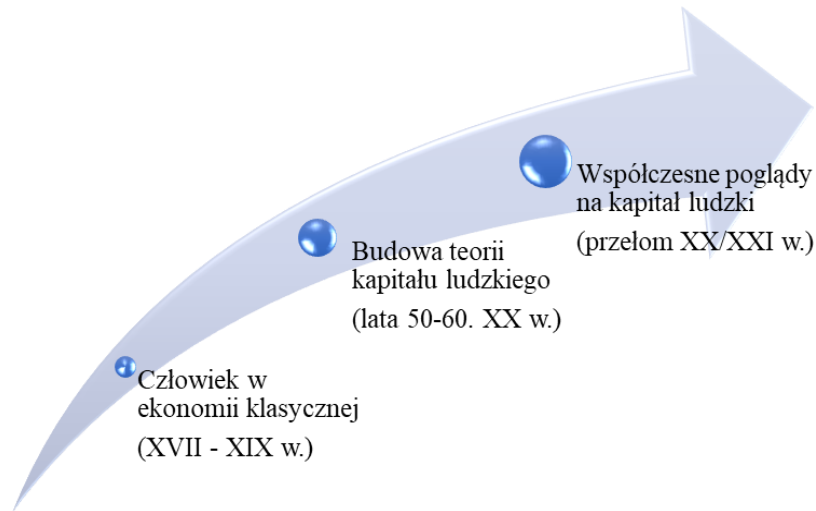 Współczesne poglądy
na kapitał ludzki
(przełom XX/XXI w.)
Budowa teorii
kapitału ludzkiego
(lata 50-60. XX w.)
Człowiek w
ekonomii klasycznej
(XVII - XIX w.)